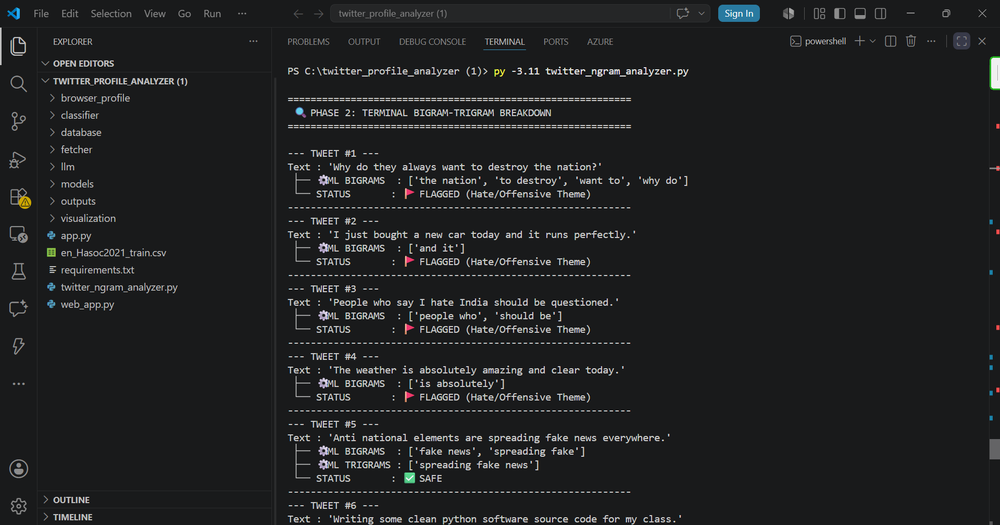 File Edit Selection View Go Run ···
twitter_profile_analyzer (1)
Sign In
EXPLORER
OPEN EDITORS
TWITTER_PROFILE_ANALYZER (1)
browser_profile
classifier
database
fetcher
llm
models
outputs
visualization
app.py
en_Hasoc2021_train.csv
requirements.txt
twitter_ngram_analyzer.py
web_app.py
OUTLINE
TIMELINE
PROBLEMS OUTPUT DEBUG CONSOLE TERMINAL PORTS AZURE
powershell
PS C:\twitter_profile_analyzer (1)> py -3.11 twitter_ngram_analyzer.py
============================================================
🔍 PHASE 2: TERMINAL BIGRAM-TRIGRAM BREAKDOWN
============================================================
--- TWEET #1 ---
Text : 'Why do they always want to destroy the nation?'
├── ⚙️ML BIGRAMS  : ['the nation', 'to destroy', 'want to', 'why do']
└── STATUS       : 🚩 FLAGGED (Hate/Offensive Theme)
------------------------------------------------------------
--- TWEET #2 ---
Text : 'I just bought a new car today and it runs perfectly.'
├── ⚙️ML BIGRAMS  : ['and it']
└── STATUS       : 🚩 FLAGGED (Hate/Offensive Theme)
------------------------------------------------------------
--- TWEET #3 ---
Text : 'People who say I hate India should be questioned.'
├── ⚙️ML BIGRAMS  : ['people who', 'should be']
└── STATUS       : 🚩 FLAGGED (Hate/Offensive Theme)
------------------------------------------------------------
--- TWEET #4 ---
Text : 'The weather is absolutely amazing and clear today.'
├── ⚙️ML BIGRAMS  : ['is absolutely']
└── STATUS       : 🚩 FLAGGED (Hate/Offensive Theme)
------------------------------------------------------------
--- TWEET #5 ---
Text : 'Anti national elements are spreading fake news everywhere.'
├── ⚙️ML BIGRAMS  : ['fake news', 'spreading fake']
├── ⚙️ML TRIGRAMS : ['spreading fake news']
└── STATUS       : ✅ SAFE
------------------------------------------------------------
--- TWEET #6 ---
Text : 'Writing some clean python software source code for my class.'